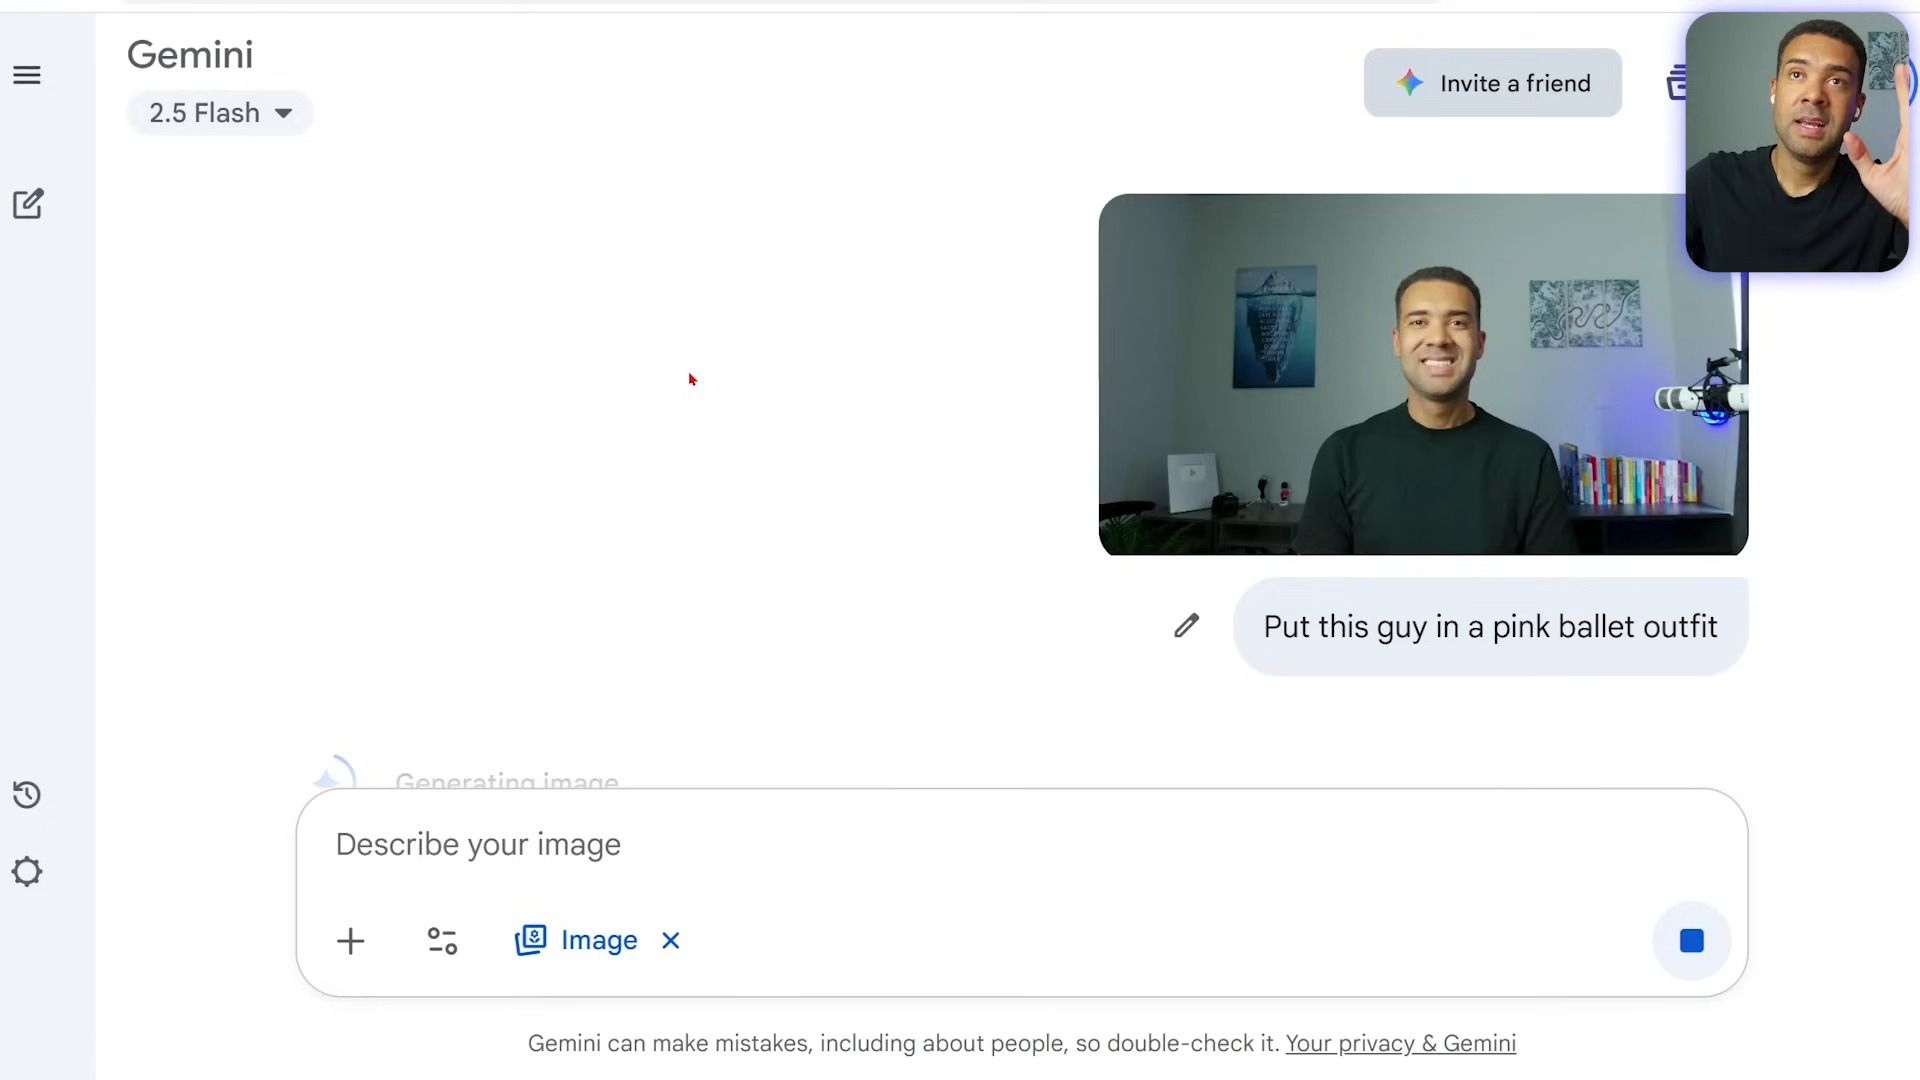 Gemini
2.5 Flash
Invite a friend
Put this guy in a pink ballet outfit
Generating image
Describe your image
Image
Gemini can make mistakes, including about people, so double-check it. Your privacy & Gemini